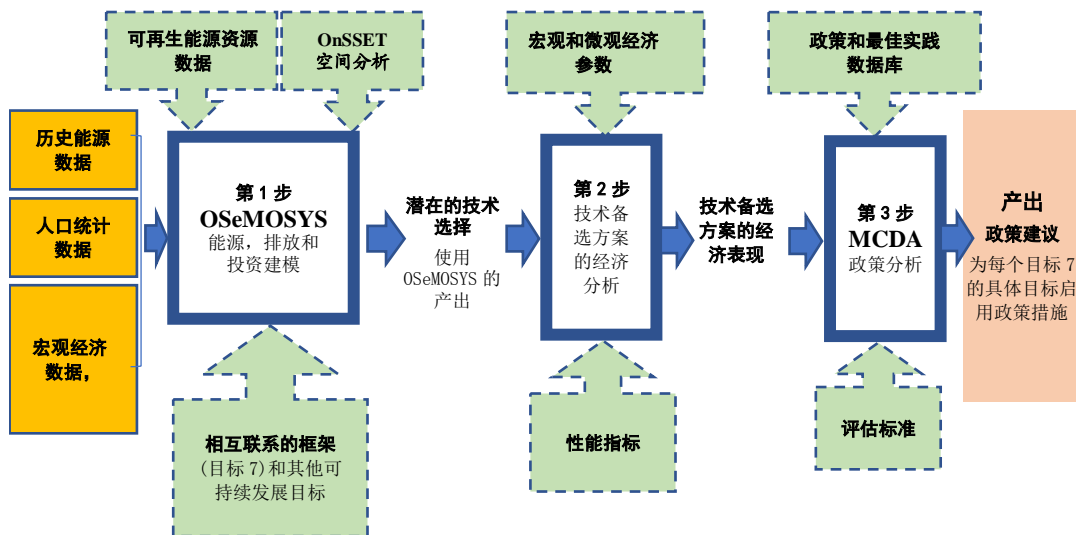 可再生能源资源
数据
OnSSET
空间分析
宏观和微观经济
参数
政策和最佳实践
数据库
历史能源
数据
人口统计
数据
宏观经济
数据，
第 1 步
OSeMOSYS
能源，排放和
投资建模
潜在的技术
选择
使用
OSeMOSYS 的
产出
第 2 步
技术备
选方案
的经济
分析
技术备选
方案的经
济表现
第 3 步
MCDA
政策分析
产出
政策建议
为每个目标 7
的具体目标启
用政策措施
相互联系的框架
(目标 7)和其他可
持续发展目标
性能指标
评估标准